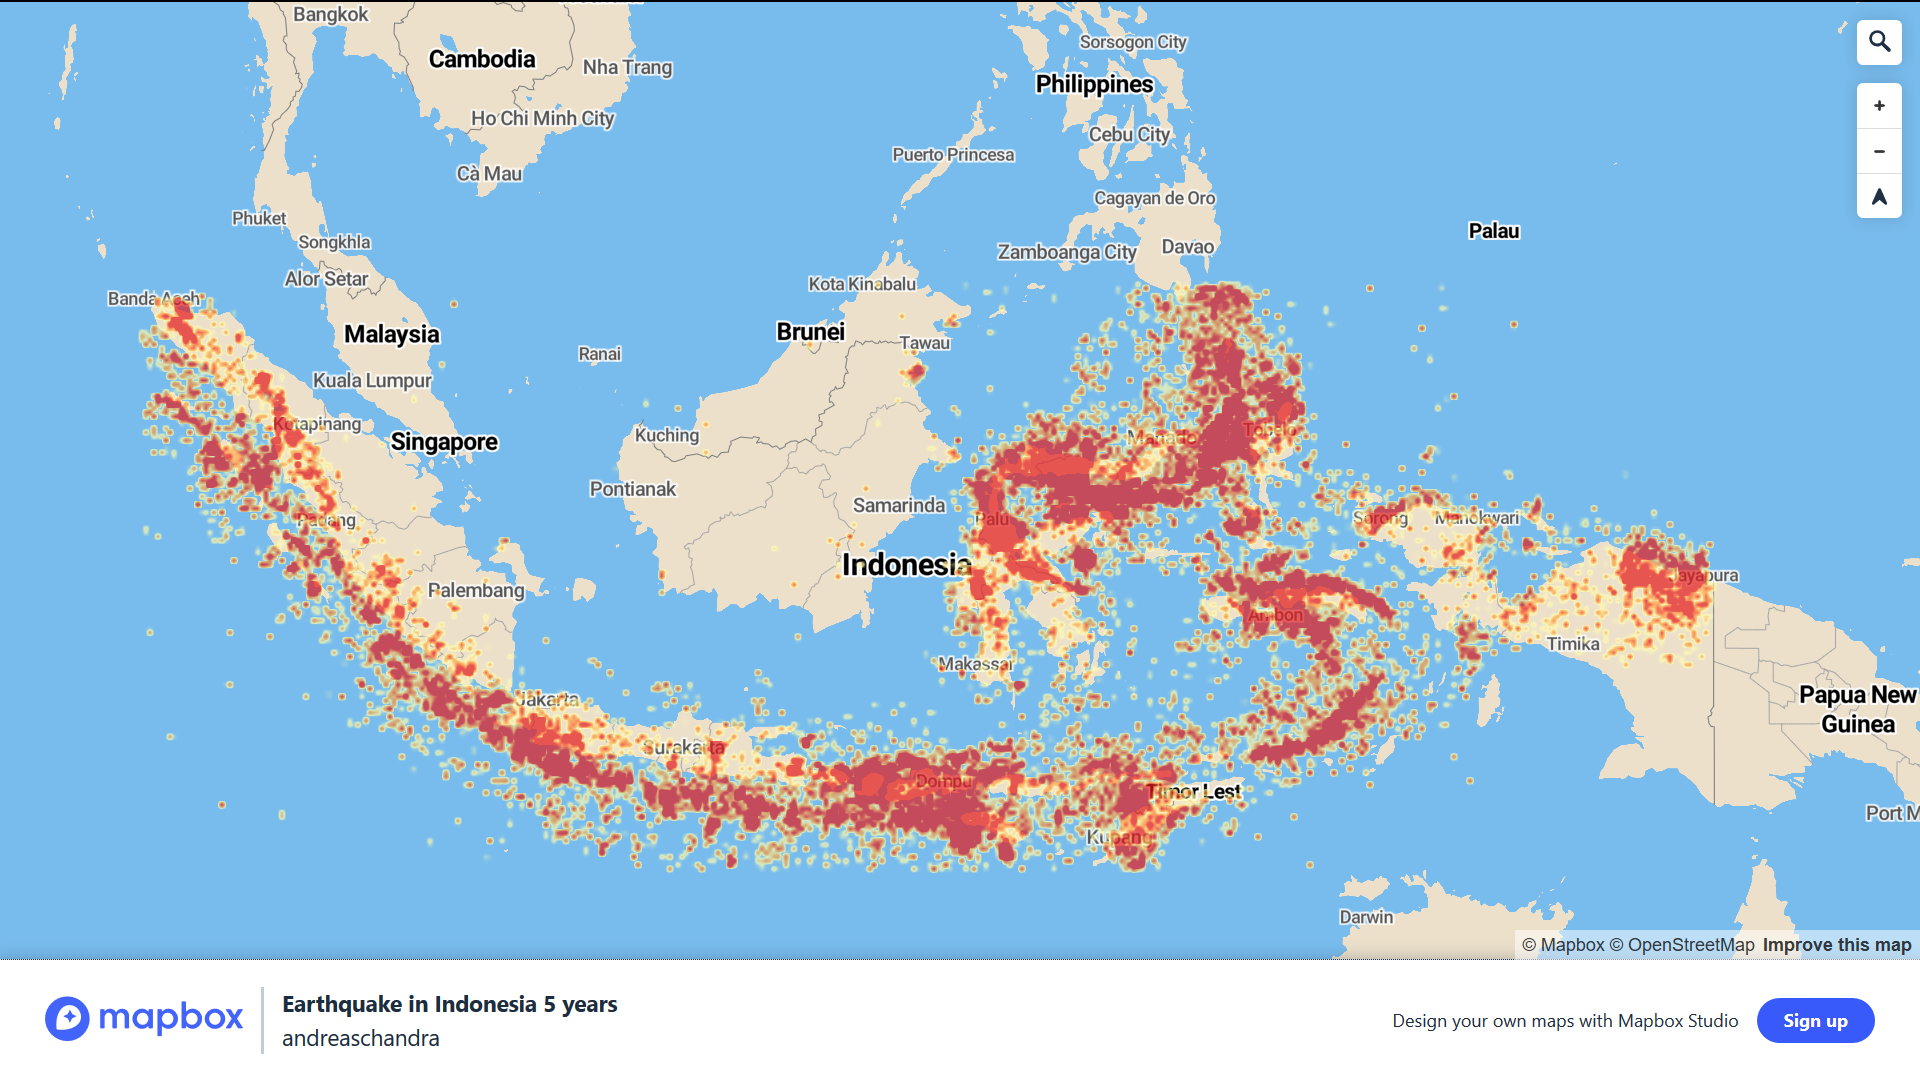 Bangkok
Sorsogon City
Cambodia
Nha Trang
Philippines
Ho Chi Minh City
Cebu City
Puerto Princesa
Cà Mau
Cagayan de Oro
Phuket
Songkhla
Zamboanga City
Davao
Palau
Alor Setar
Kota Kinabalu
Banda Aceh
Malaysia
Brunei
Tawau
Ranai
Kuala Lumpur
Kotapinang
Singapore
Kuching
Manado
Tobelo
Pontianak
Samarinda
Padang
Palu
Sorong
Manokwari
Indonesia
Palembang
Jayapura
Ambon
Timika
Makassar
Jakarta
Papua New
Guinea
Surakarta
Dompu
Timor Lest
Port M
Kupang
Darwin
© Mapbox © OpenStreetMap Improve this map
mapbox
Earthquake in Indonesia 5 years
andreaschandra
Design your own maps with Mapbox Studio
Sign up